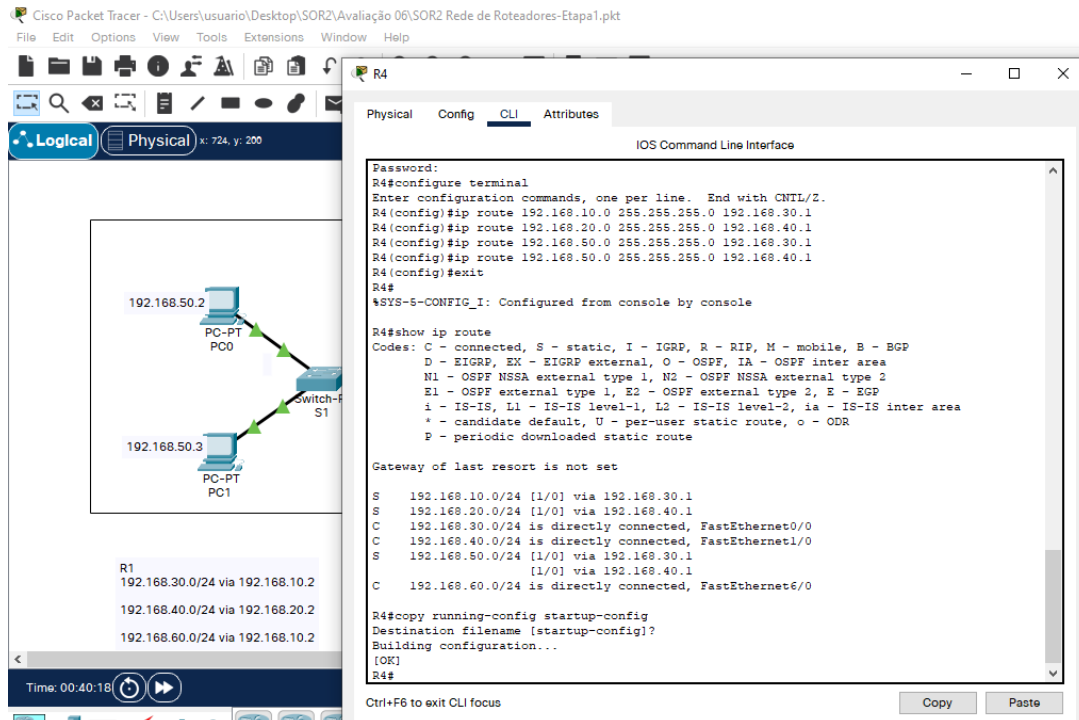 Cisco Packet Tracer - C:\Users\usuario\Desktop\SOR2\Avaliação 06\SOR2 Rede de Roteadores-Etapa1.pkt
File Edit Options View Tools Extensions Window Help
R4
Physical Config CLI Attributes
Logical Physical x: 724, y: 200
IOS Command Line Interface
Password:
R4#configure terminal
Enter configuration commands, one per line. End with CNTL/Z.
R4(config)#ip route 192.168.10.0 255.255.255.0 192.168.30.1
R4(config)#ip route 192.168.20.0 255.255.255.0 192.168.40.1
R4(config)#ip route 192.168.50.0 255.255.255.0 192.168.30.1
R4(config)#ip route 192.168.50.0 255.255.255.0 192.168.40.1
R4(config)#exit
R4#
%SYS-5-CONFIG_I: Configured from console by console
R4#show ip route
Codes: C - connected, S - static, I - IGRP, R - RIP, M - mobile, B - BGP
D - EIGRP, EX - EIGRP external, O - OSPF, IA - OSPF inter area
N1 - OSPF NSSA external type 1, N2 - OSPF NSSA external type 2
E1 - OSPF external type 1, E2 - OSPF external type 2, E - EGP
i - IS-IS, L1 - IS-IS level-1, L2 - IS-IS level-2, ia - IS-IS inter area
* - candidate default, U - per-user static route, o - ODR
P - periodic downloaded static route
Gateway of last resort is not set
S 192.168.10.0/24 [1/0] via 192.168.30.1
S 192.168.20.0/24 [1/0] via 192.168.40.1
C 192.168.30.0/24 is directly connected, FastEthernet0/0
C 192.168.40.0/24 is directly connected, FastEthernet1/0
S 192.168.50.0/24 [1/0] via 192.168.30.1
[1/0] via 192.168.40.1
C 192.168.60.0/24 is directly connected, FastEthernet6/0
R4#copy running-config startup-config
Destination filename [startup-config]?
Building configuration...
[OK]
R4#
Ctrl+F6 to exit CLI focus
Copy Paste
192.168.50.2
PC-PT
PC0
Switch-P
S1
192.168.50.3
PC-PT
PC1
R1
192.168.30.0/24 via 192.168.10.2
192.168.40.0/24 via 192.168.20.2
192.168.60.0/24 via 192.168.10.2
Time: 00:40:18